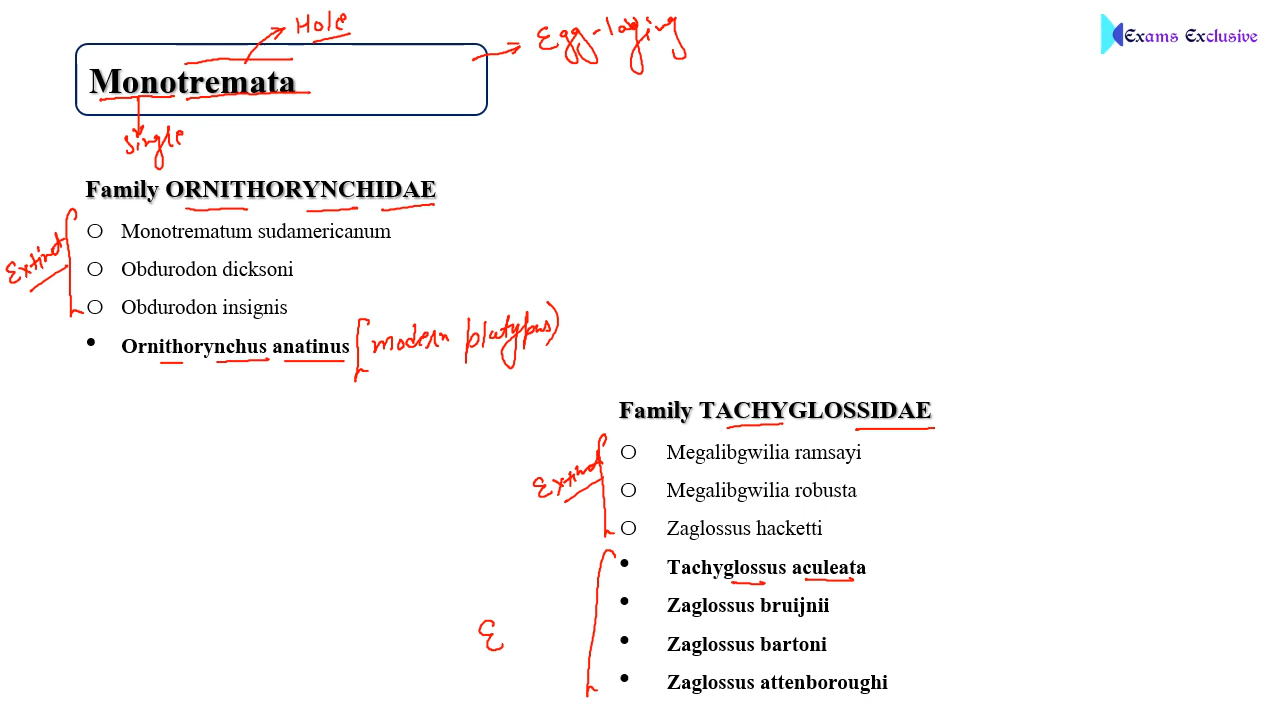 Hole
Egg-laying
Exams Exclusive
Monotremata
Single
Family ORNITHORYNCHIDAE
Monotrematum sudamericanum
Extinct
Obdurodon dicksoni
Obdurodon insignis
Ornithorynchus anatinus (modern platypus)
Family TACHYGLOSSIDAE
Megalibgwilia ramsayi
Extinct
Megalibgwilia robusta
Zaglossus hacketti
Tachyglossus aculeata
Zaglossus bruijnii
E
Zaglossus bartoni
Zaglossus attenboroughi